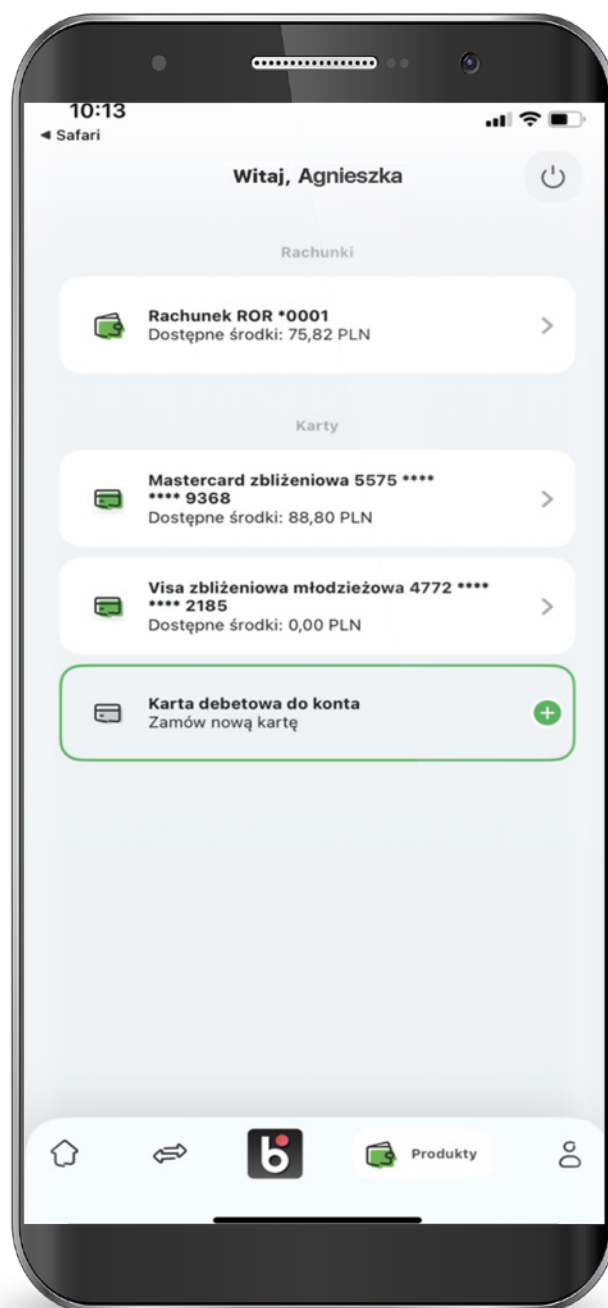 10:13
◀ Safari
Witaj, Agnieszka
Rachunki
Rachunek ROR *0001
Dostępne środki: 75,82 PLN
Karty
Mastercard zbliżeniowa 5575 ****
**** 9368
Dostępne środki: 88,80 PLN
Visa zbliżeniowa młodzieżowa 4772 ****
**** 2185
Dostępne środki: 0,00 PLN
Karta debetowa do konta
Zamów nową kartę
b
Produkty